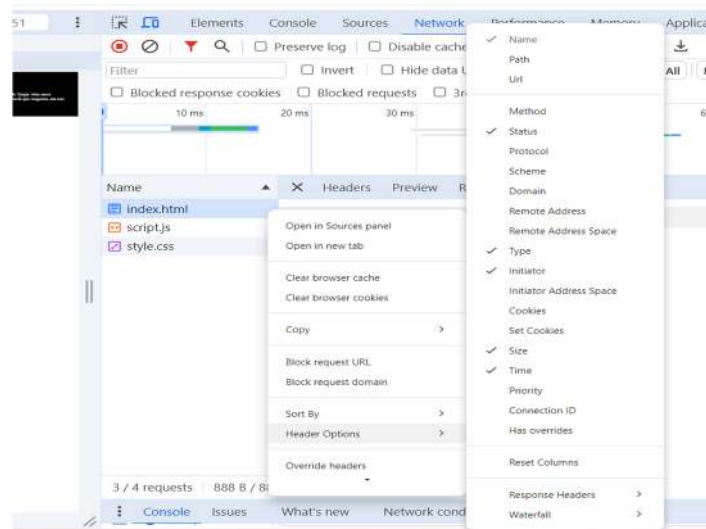 51
Elements Console Sources Network Performance Memory Applica
Preserve log Disable cache
Filter Invert Hide data U All
Blocked response cookies Blocked requests 3r
10 ms 20 ms 30 ms 6
Name Headers Preview R
index.html
script.js
style.css
Open in Sources panel
Open in new tab
Clear browser cache
Clear browser cookies
Copy
Block request URL
Block request domain
Sort By
Header Options
Override headers
Name
Path
Url
Method
Status
Protocol
Scheme
Domain
Remote Address
Remote Address Space
Type
Initiator
Initiator Address Space
Cookies
Set Cookies
Size
Time
Priority
Connection ID
Has overrides
Reset Columns
Response Headers
Waterfall
3 / 4 requests 888 B / 88
Console Issues What's new Network cond